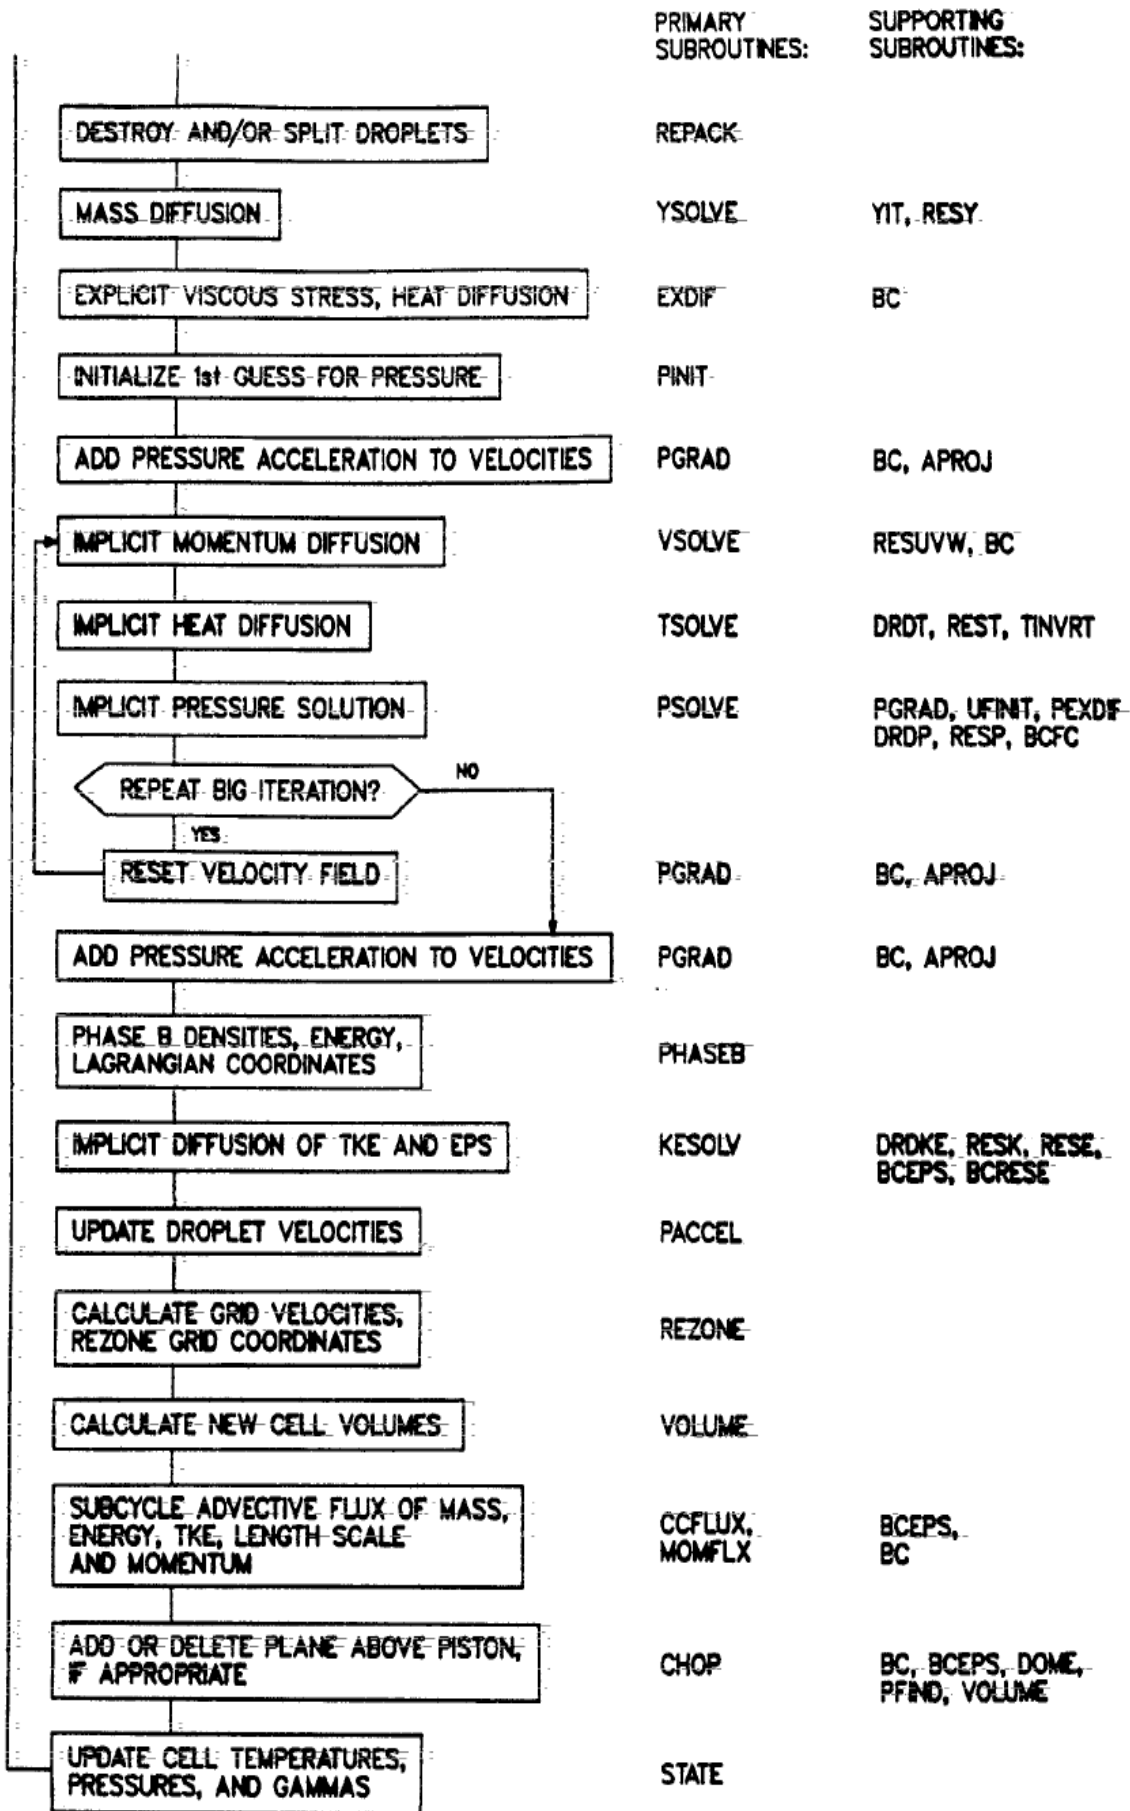 PRIMARY SUBROUTINES:
SUPPORTING SUBROUTINES:
DESTROY AND/OR SPLIT DROPLETS
REPACK
MASS DIFFUSION
YSOLVE
YIT, RESY
EXPLICIT VISCOUS STRESS, HEAT DIFFUSION
EXDIF
BC
INITIALIZE 1st GUESS FOR PRESSURE
PINIT
ADD PRESSURE ACCELERATION TO VELOCITIES
PGRAD
BC, APROJ
IMPLICIT MOMENTUM DIFFUSION
VSOLVE
RESUVW, BC
IMPLICIT HEAT DIFFUSION
TSOLVE
DRDT, REST, TINVRT
IMPLICIT PRESSURE SOLUTION
PSOLVE
PGRAD, UFINIT, PEXDIF
DRDP, RESP, BCFC
REPEAT BIG ITERATION?
NO
YES
RESET VELOCITY FIELD
PGRAD
BC, APROJ
ADD PRESSURE ACCELERATION TO VELOCITIES
PGRAD
BC, APROJ
PHASE B DENSITIES, ENERGY,
LAGRANGIAN COORDINATES
PHASEB
IMPLICIT DIFFUSION OF TKE AND EPS
KESOLV
DRDKE, RESK, RESE,
BCEPS, BCRESE
UPDATE DROPLET VELOCITIES
PACCEL
CALCULATE GRID VELOCITIES,
REZONE GRID COORDINATES
REZONE
CALCULATE NEW CELL VOLUMES
VOLUME
SUBCYCLE ADVECTIVE FLUX OF MASS,
ENERGY, TKE, LENGTH SCALE
AND MOMENTUM
CCFLUX,
MOMFLX
BCEPS,
BC
ADD OR DELETE PLANE ABOVE PISTON,
IF APPROPRIATE
CHOP
BC, BCEPS, DOME,
PFIND, VOLUME
UPDATE CELL TEMPERATURES,
PRESSURES, AND GAMMAS
STATE